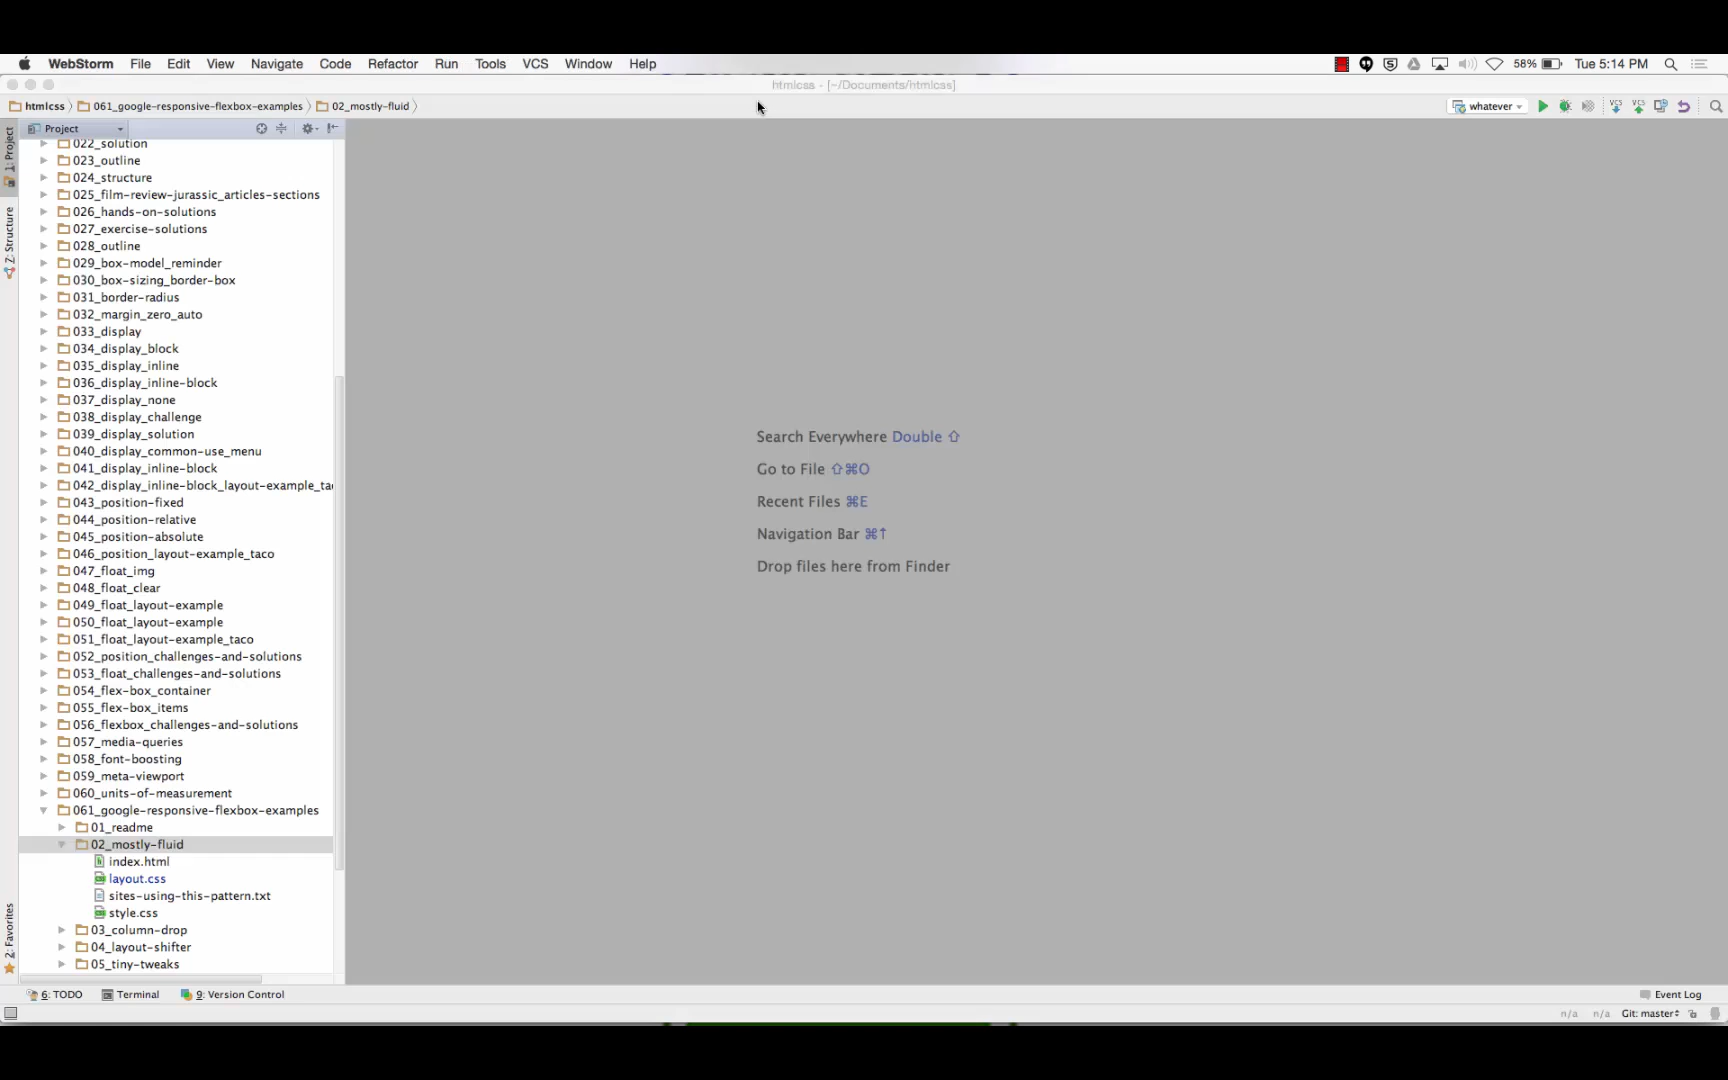 WebStorm File Edit View Navigate Code Refactor Run Tools VCS Window Help 58% Tue 5:14 PM
htmlcss - [~/Documents/htmlcss]
htmlcss 061_google-responsive-flexbox-examples 02_mostly-fluid whatever
Project
1: Project
Z: Structure
2: Favorites
022_solution
023_outline
024_structure
025_film-review-jurassic_articles-sections
026_hands-on-solutions
027_exercise-solutions
028_outline
029_box-model_reminder
030_box-sizing_border-box
031_border-radius
032_margin_zero_auto
033_display
034_display_block
035_display_inline
036_display_inline-block
037_display_none
038_display_challenge
039_display_solution
040_display_common-use_menu
041_display_inline-block
042_display_inline-block_layout-example_ta
043_position-fixed
044_position-relative
045_position-absolute
046_position_layout-example_taco
047_float_img
048_float_clear
049_float_layout-example
050_float_layout-example
051_float_layout-example_taco
052_position_challenges-and-solutions
053_float_challenges-and-solutions
054_flex-box_container
055_flex-box_items
056_flexbox_challenges-and-solutions
057_media-queries
058_font-boosting
059_meta-viewport
060_units-of-measurement
061_google-responsive-flexbox-examples
01_readme
02_mostly-fluid
index.html
layout.css
sites-using-this-pattern.txt
style.css
03_column-drop
04_layout-shifter
05_tiny-tweaks
Search Everywhere Double ⇧
Go to File ⇧⌘O
Recent Files ⌘E
Navigation Bar ⌘↑
Drop files here from Finder
6: TODO Terminal 9: Version Control Event Log
n/a n/a Git: master